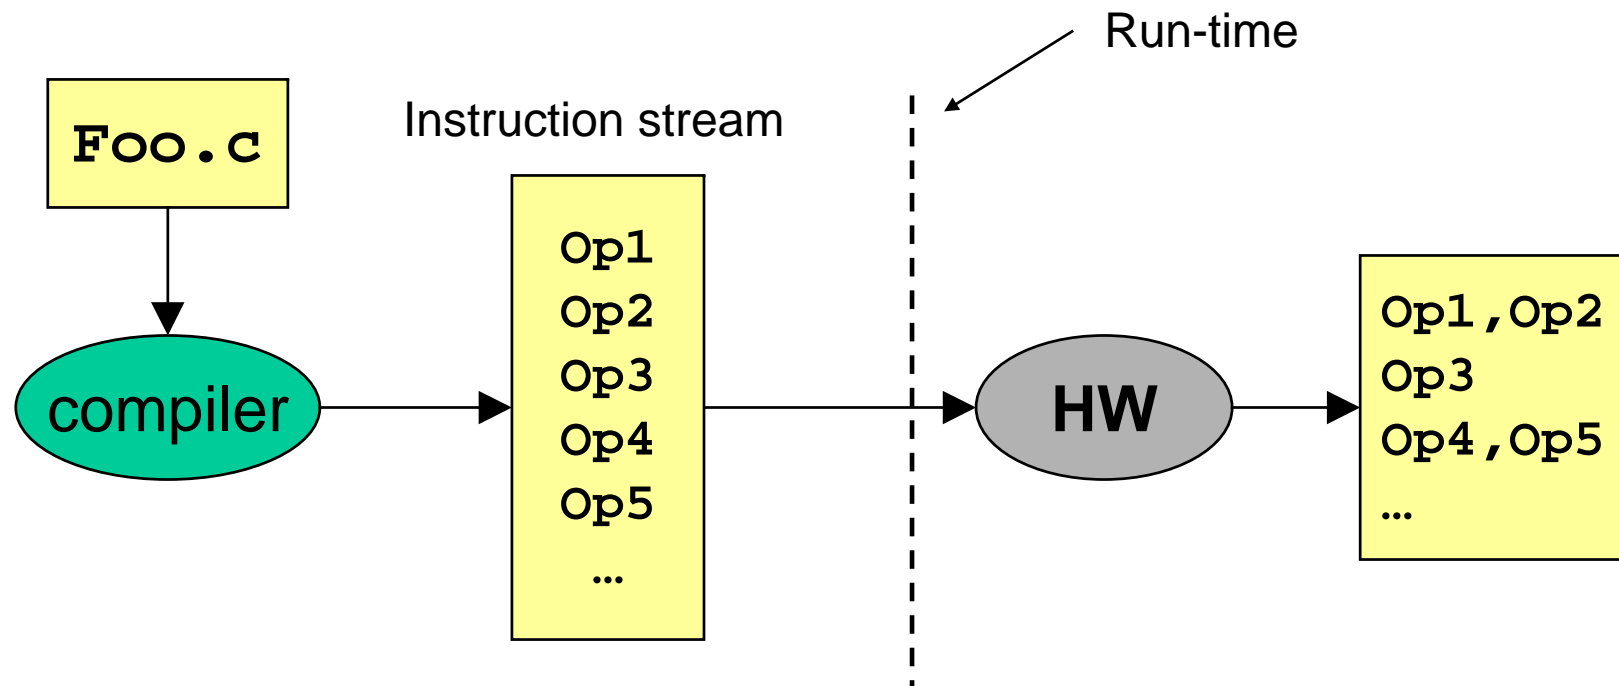 Run-time
Foo.c
Instruction stream
compiler
Op1
Op2
Op3
Op4
Op5
…
HW
Op1,Op2
Op3
Op4,Op5
…